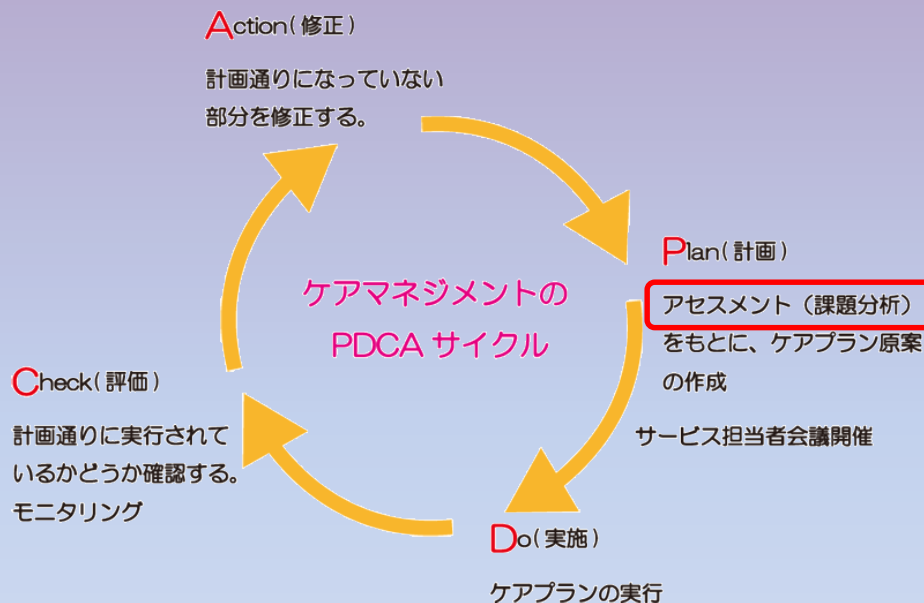 Action(修正)
計画通りになっていない
部分を修正する。
ケアマネジメントの
PDCA サイクル
Plan(計画)
アセスメント（課題分析）
をもとに、ケアプラン原案
の作成
サービス担当者会議開催
Do(実施)
ケアプランの実行
Check(評価)
計画通りに実行されて
いるかどうか確認する。
モニタリング